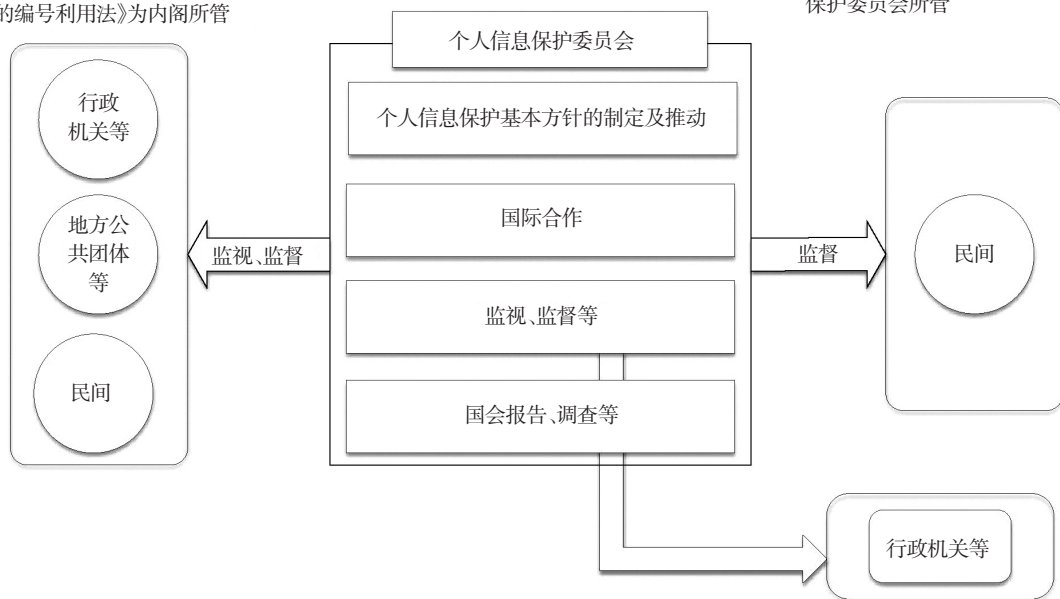 的编号利用法》为内阁所管
保护委员会所管
个人信息保护委员会
行政
机关等
个人信息保护基本方针的制定及推动
地方公
共团体
等
监视、监督
国际合作
监督
民间
监视、监督等
民间
国会报告、调查等
行政机关等